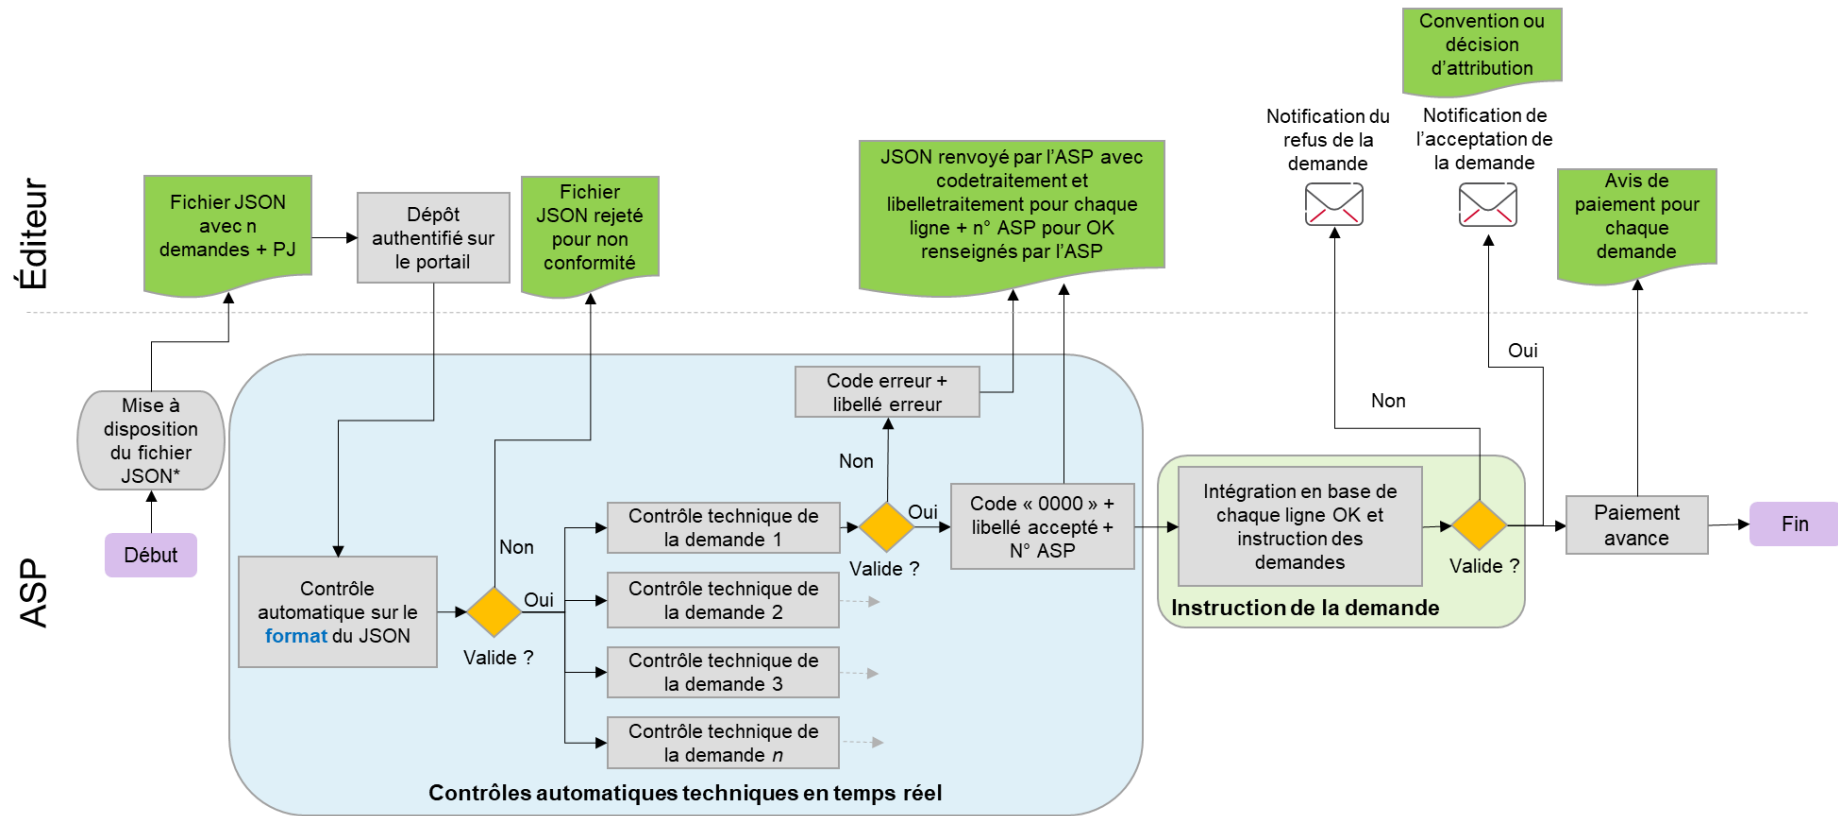 Éditeur
ASP
Début
Mise à
disposition
du fichier
JSON*
Fichier JSON
avec n
demandes + PJ
Dépôt
authentifié sur
le portail
Contrôle
automatique sur le
format du JSON
Valide ?
Non
Oui
Fichier
JSON rejeté
pour non
conformité
Contrôle technique de
la demande 1
Contrôle technique de
la demande 2
Contrôle technique de
la demande 3
Contrôle technique de
la demande n
Valide ?
Non
Oui
Code erreur +
libellé erreur
Code « 0000 » +
libellé accepté +
N° ASP
JSON renvoyé par l’ASP avec
codetraitement et
libelletraitement pour chaque
ligne + n° ASP pour OK
renseignés par l’ASP
Contrôles automatiques techniques en temps réel
Intégration en base de
chaque ligne OK et
instruction des
demandes
Instruction de la demande
Valide ?
Non
Oui
Notification du
refus de la
demande
Convention ou
décision
d’attribution
Notification de
l’acceptation de
la demande
Paiement
avance
Avis de
paiement pour
chaque
demande
Fin